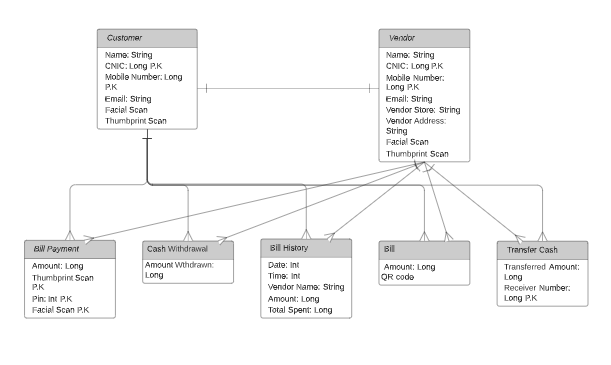 Customer
Name: String
CNIC: Long P.K
Mobile Number: Long
P.K
Email: String
Facial Scan
Thumbprint Scan
Vendor
Name: String
CNIC: Long P.K
Mobile Number:
Long P.K
Email: String
Vendor Store: String
Vendor Address:
String
Facial Scan
Thumbprint Scan
Bill Payment
Amount: Long
Thumbprint Scan
P.K
Pin: Int P.K
Facial Scan P.K
Cash Withdrawal
Amount Wthdrawn:
Long
Bill History
Date: Int
Time: Int
Vendor Name: String
Amount: Long
Total Spent: Long
Bill
Amount: Long
QR code
Transfer Cash
Transferred Amount:
Long
Receiver Number:
Long P.K